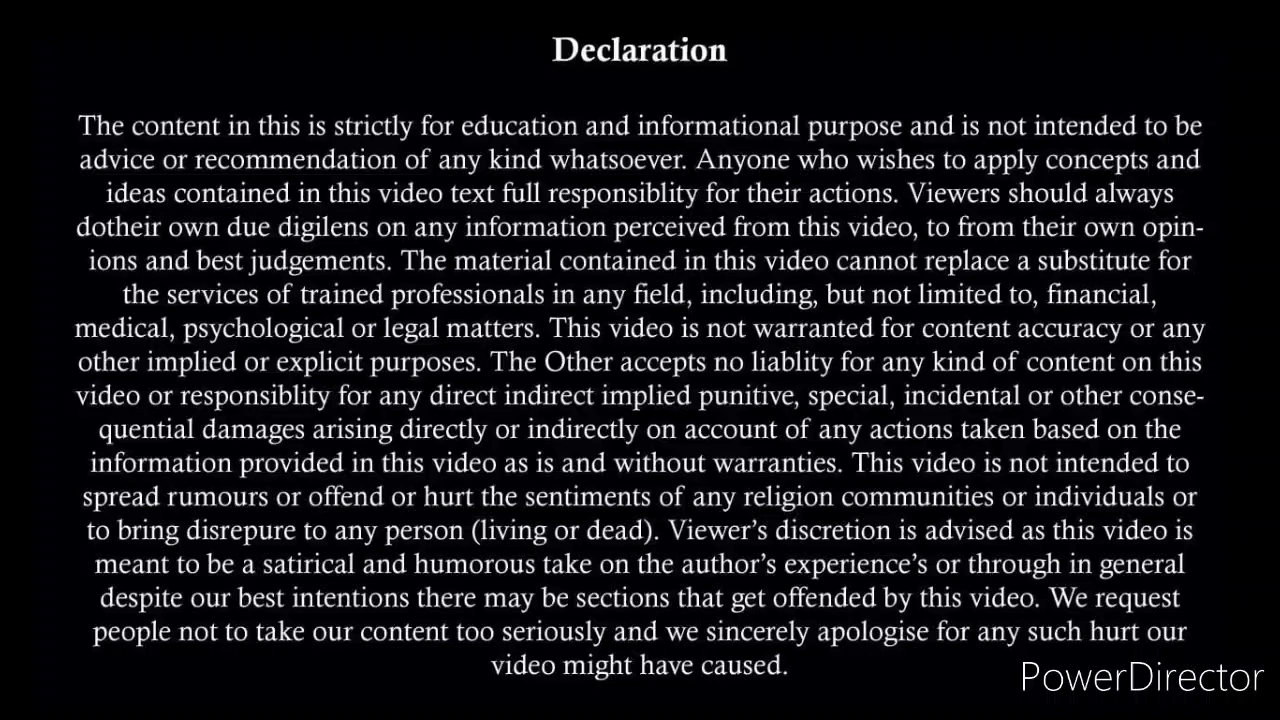 Declaration
The content in this is strictly for education and informational purpose and is not intended to be
advice or recommendation of any kind whatsoever. Anyone who wishes to apply concepts and
ideas contained in this video text full responsiblity for their actions. Viewers should always
dotheir own due digilens on any information perceived from this video, to from their own opin-
ions and best judgements. The material contained in this video cannot replace a substitute for
the services of trained professionals in any field, including, but not limited to, financial,
medical, psychological or legal matters. This video is not warranted for content accuracy or any
other implied or explicit purposes. The Other accepts no liablity for any kind of content on this
video or responsiblity for any direct indirect implied punitive, special, incidental or other conse-
quential damages arising directly or indirectly on account of any actions taken based on the
information provided in this video as is and without warranties. This video is not intended to
spread rumours or offend or hurt the sentiments of any religion communities or individuals or
to bring disrepure to any person (living or dead). Viewer’s discretion is advised as this video is
meant to be a satirical and humorous take on the author’s experience’s or through in general
despite our best intentions there may be sections that get offended by this video. We request
people not to take our content too seriously and we sincerely apologise for any such hurt our
video might have caused.
PowerDirector